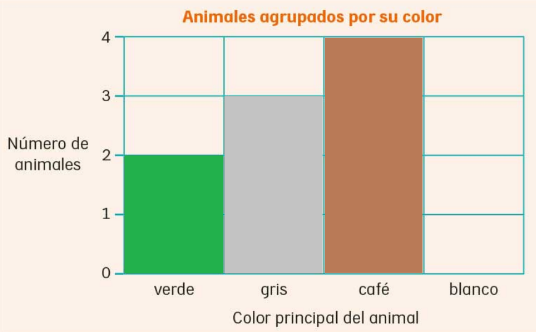 Animales agrupados por su color
4
3
2
1
0
Número de
animales
verde gris café blanco
Color principal del animal